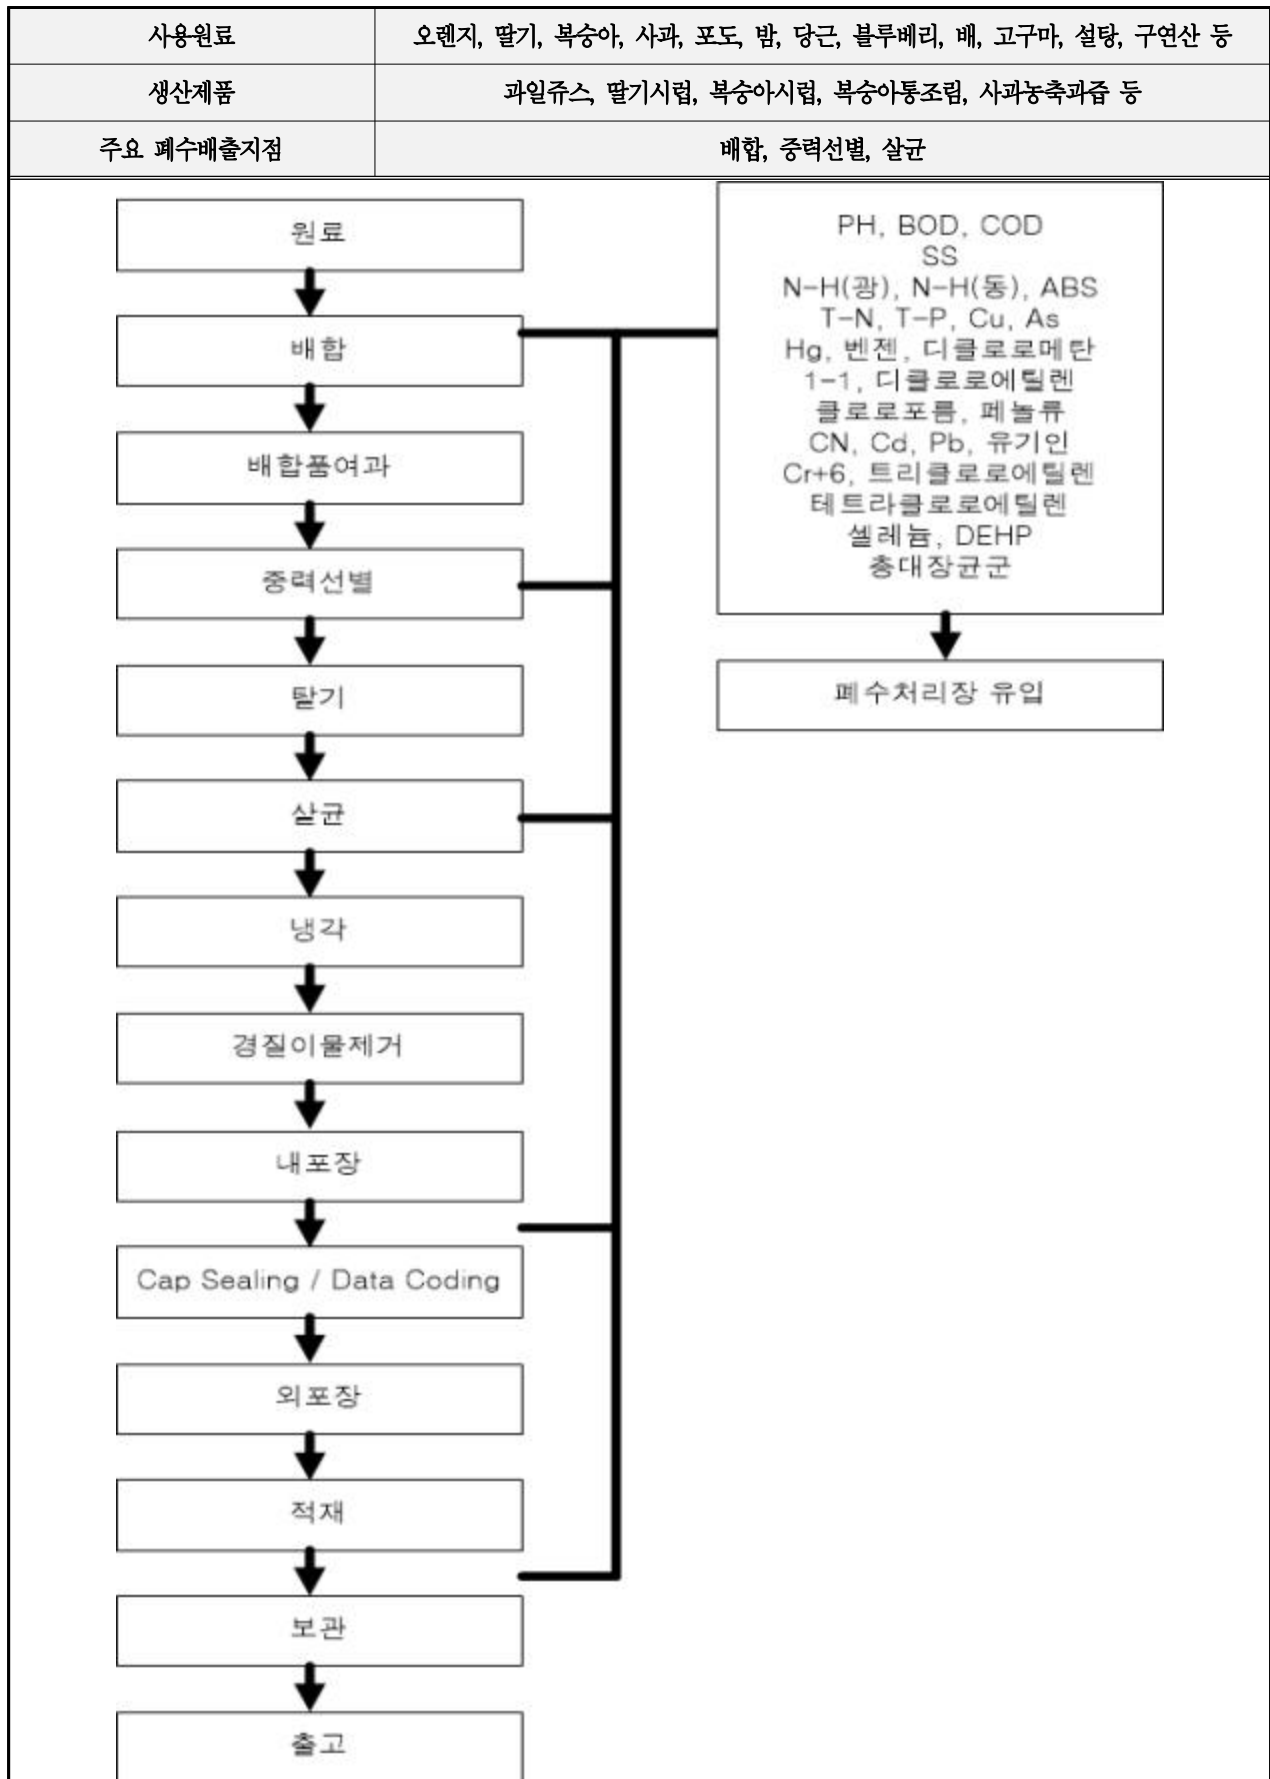 사용원료 오렌지, 딸기, 복숭아, 사과, 포도, 밤, 당근, 블루베리, 배, 고구마, 설탕, 구연산 등
생산제품 과일쥬스, 딸기시럽, 복숭아시럽, 복숭아통조림, 사과농축과즙 등
주요 폐수배출지점 배합, 중력선별, 살균
원료
배합
배합품여과
중력선별
탈기
살균
냉각
경질이물제거
내포장
Cap Sealing / Data Coding
외포장
적재
보관
출고
PH, BOD, COD
SS
N-H(광), N-H(동), ABS
T-N, T-P, Cu, As
Hg, 벤젠, 디클로로메탄
1-1, 디클로로에틸렌
클로로포름, 페놀류
CN, Cd, Pb, 유기인
Cr+6, 트리클로로에틸렌
테트라클로로에틸렌
셀레늄, DEHP
총대장균군
폐수처리장 유입